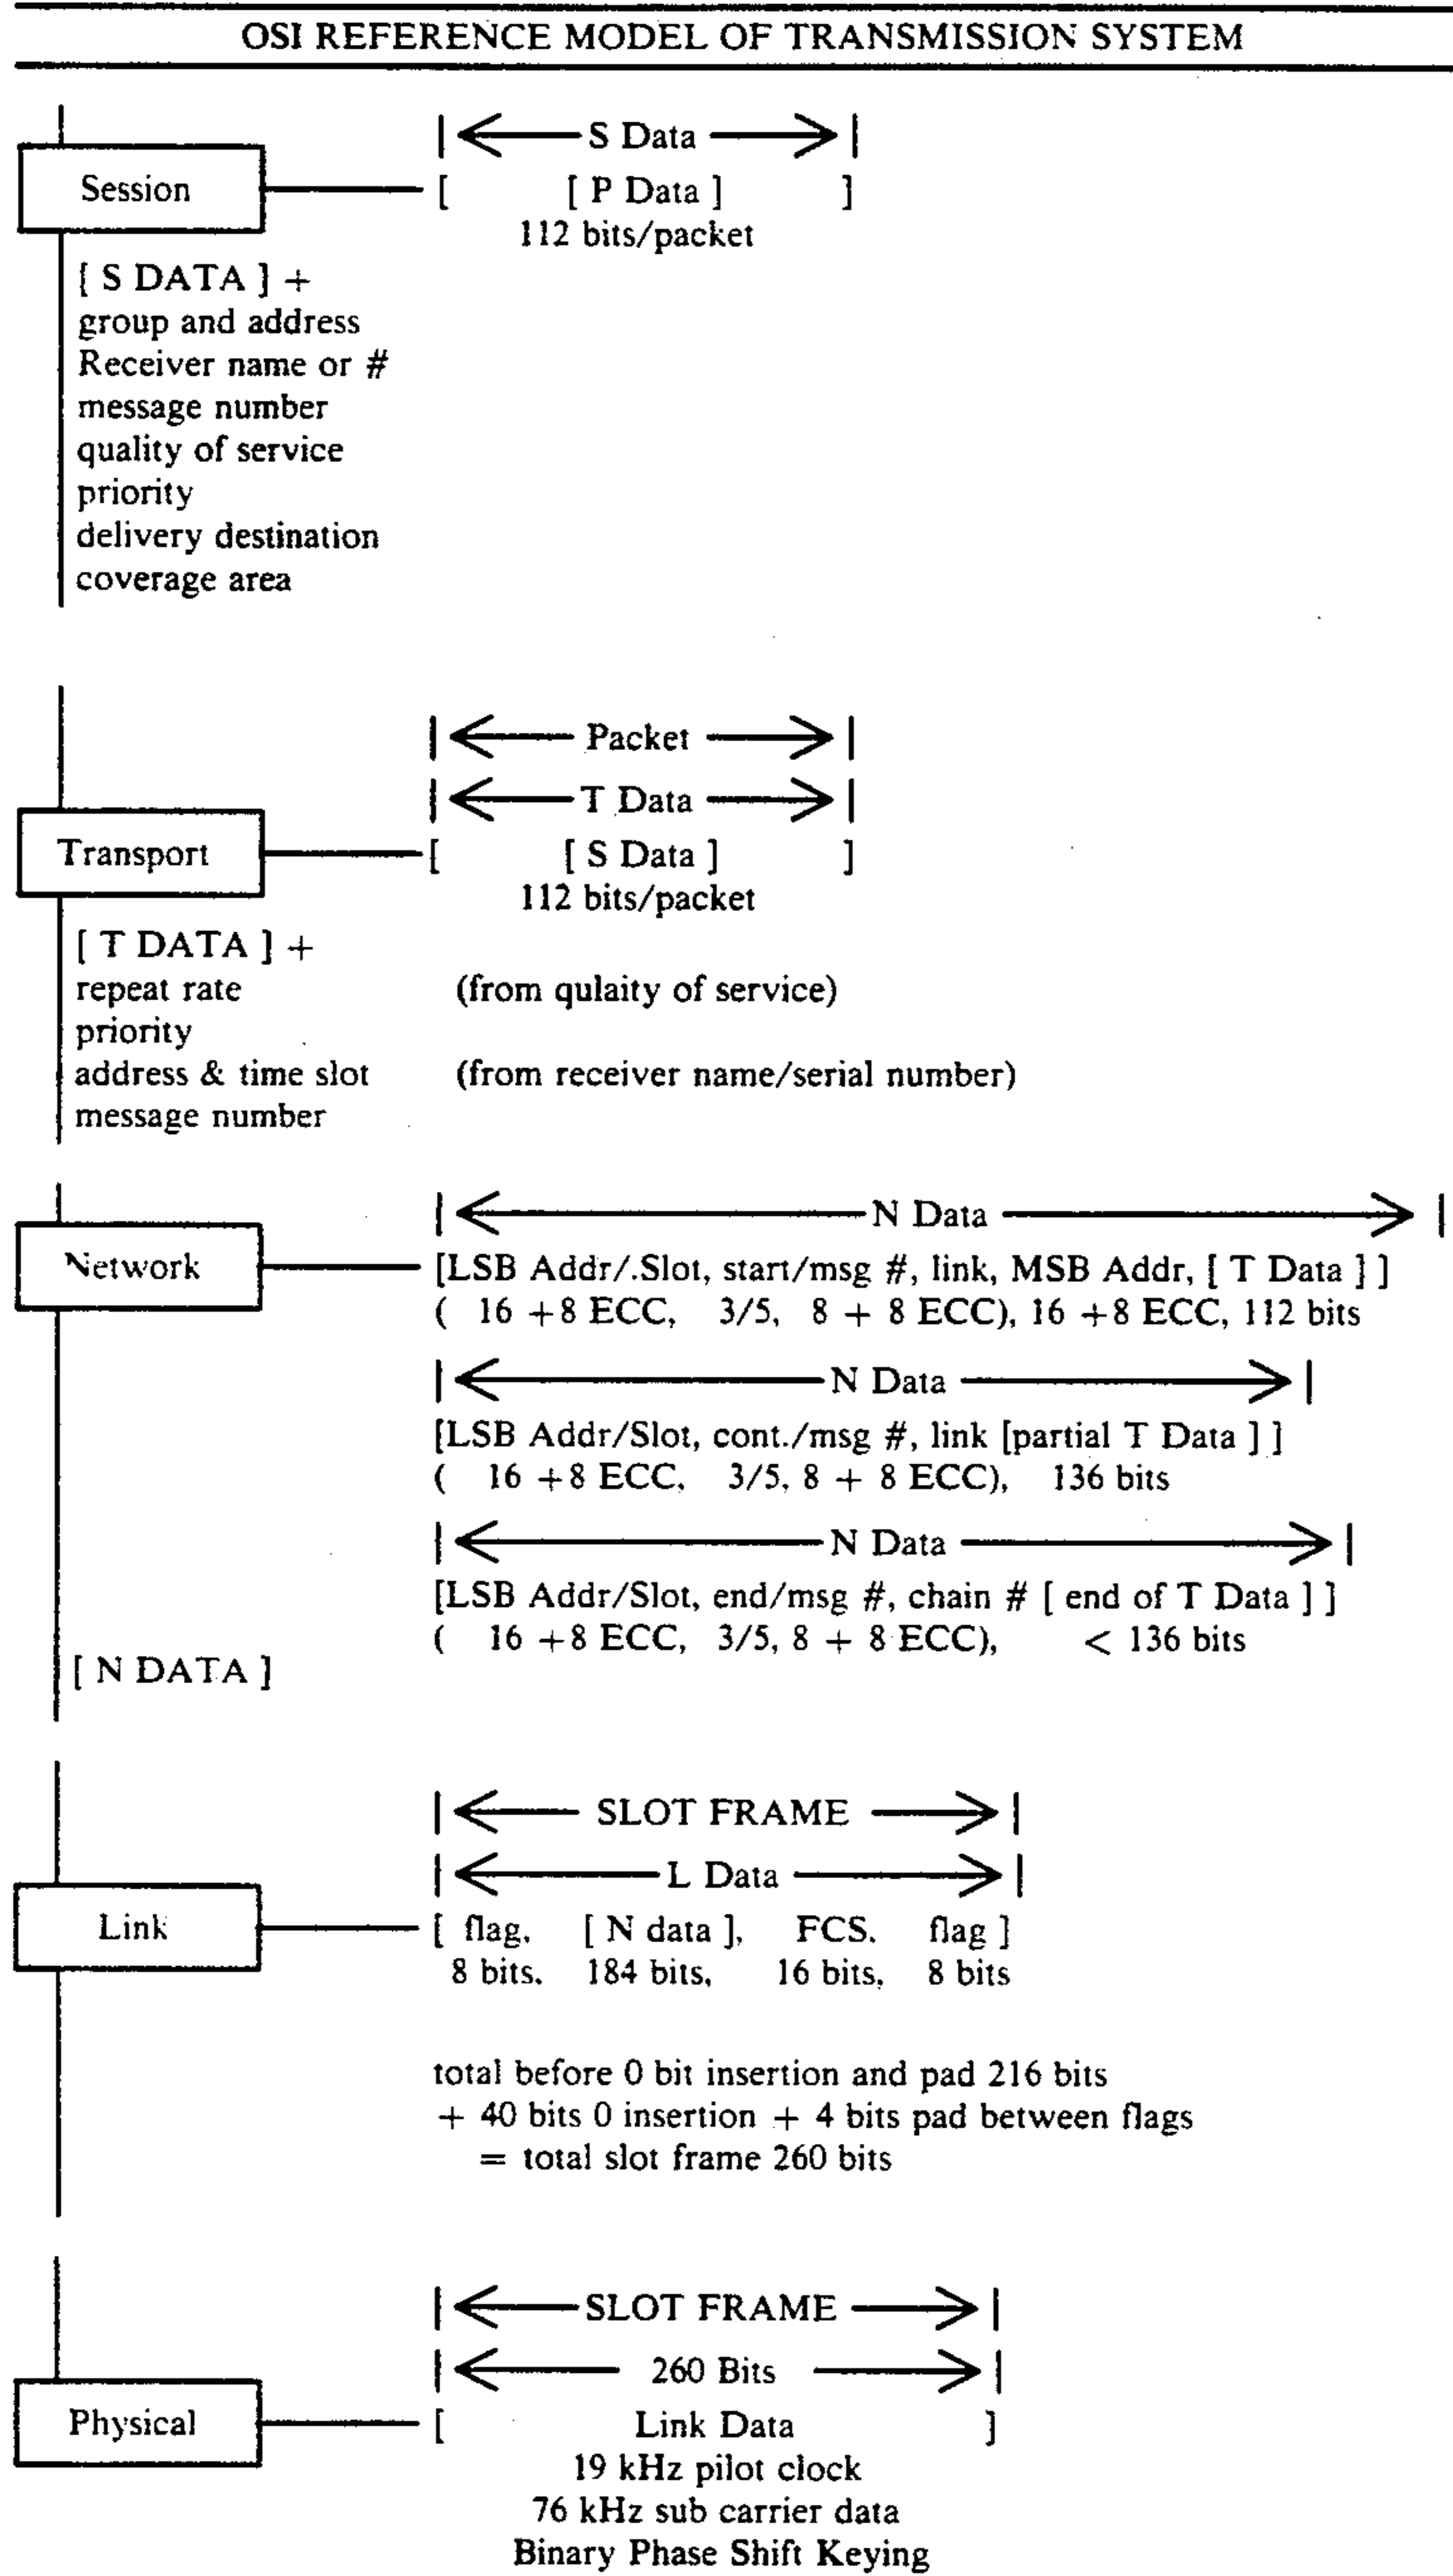 OSI REFERENCE MODEL OF TRANSMISSION SYSTEM
S Data
Session
[ [ P Data ] ]
112 bits/packet
[ S DATA ] +
group and address
Receiver name or #
message number
quality of service
priority
delivery destination
coverage area
Packet
T Data
Transport
[ [ S Data ] ]
112 bits/packet
[ T DATA ] +
repeat rate (from qulaity of service)
priority
address & time slot (from receiver name/serial number)
message number
N Data
Network
[LSB Addr/.Slot, start/msg #, link, MSB Addr, [ T Data ] ]
( 16 +8 ECC, 3/5, 8 + 8 ECC), 16 +8 ECC, 112 bits
N Data
[LSB Addr/Slot, cont./msg #, link [partial T Data ] ]
( 16 +8 ECC, 3/5, 8 + 8 ECC), 136 bits
N Data
[LSB Addr/Slot, end/msg #, chain # [ end of T Data ] ]
( 16 +8 ECC, 3/5, 8 + 8 ECC), < 136 bits
[ N DATA ]
SLOT FRAME
L Data
Link
[ flag, [ N data ], FCS, flag ]
8 bits, 184 bits, 16 bits, 8 bits
total before 0 bit insertion and pad 216 bits
+ 40 bits 0 insertion + 4 bits pad between flags
= total slot frame 260 bits
SLOT FRAME
260 Bits
Physical
[ Link Data ]
19 kHz pilot clock
76 kHz sub carrier data
Binary Phase Shift Keying